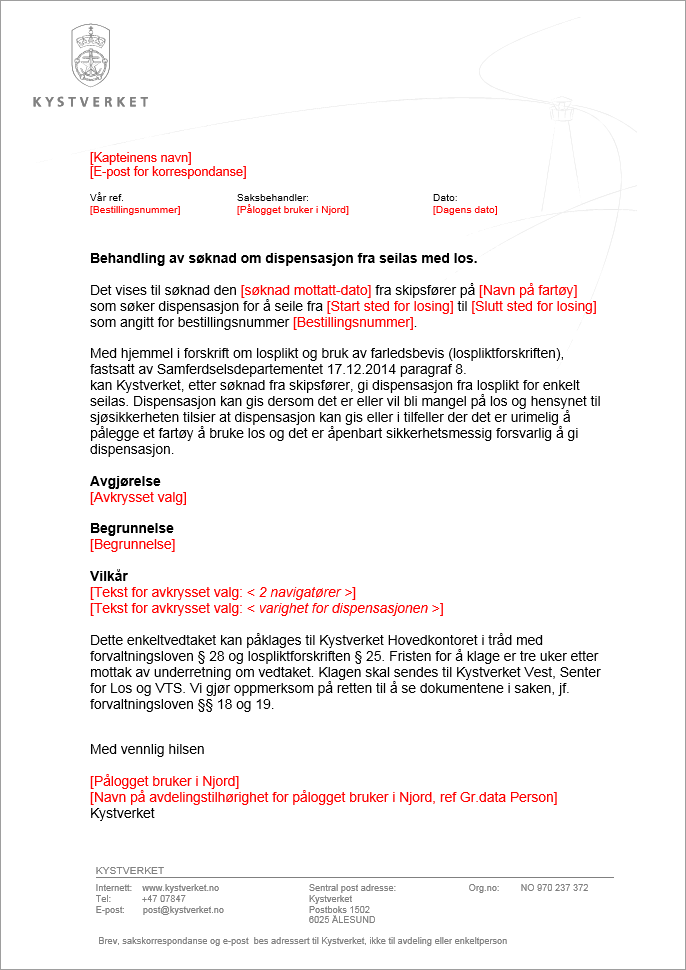 KYSTVERKET
[Kapteinens navn]
[E-post for korrespondanse]
Vår ref. Saksbehandler: Dato:
[Bestillingsnummer] [Pålogget bruker i Njord] [Dagens dato]
Behandling av søknad om dispensasjon fra seilas med los.
Det vises til søknad den [søknad mottatt-dato] fra skipsfører på [Navn på fartøy]
som søker dispensasjon for å seile fra [Start sted for losing] til [Slutt sted for losing]
som angitt for bestillingsnummer [Bestillingsnummer].
Med hjemmel i forskrift om losplikt og bruk av farledsbevis (lospliktforskriften),
fastsatt av Samferdselsdepartementet 17.12.2014 paragraf 8.
kan Kystverket, etter søknad fra skipsfører, gi dispensasjon fra losplikt for enkelt
seilas. Dispensasjon kan gis dersom det er eller vil bli mangel på los og hensynet til
sjøsikkerheten tilsier at dispensasjon kan gis eller i tilfeller der det er urimelig å
pålegge et fartøy å bruke los og det er åpenbart sikkerhetsmessig forsvarlig å gi
dispensasjon.
Avgjørelse
[Avkrysset valg]
Begrunnelse
[Begrunnelse]
Vilkår
[Tekst for avkrysset valg: < 2 navigatører >]
[Tekst for avkrysset valg: < varighet for dispensasjonen >]
Dette enkeltvedtaket kan påklages til Kystverket Hovedkontoret i tråd med
forvaltningsloven § 28 og lospliktforskriften § 25. Fristen for å klage er tre uker etter
mottak av underretning om vedtaket. Klagen skal sendes til Kystverket Vest, Senter
for Los og VTS. Vi gjør oppmerksom på retten til å se dokumentene i saken, jf.
forvaltningsloven §§ 18 og 19.
Med vennlig hilsen
[Pålogget bruker i Njord]
[Navn på avdelingstilhørighet for pålogget bruker i Njord, ref Gr.data Person]
Kystverket
KYSTVERKET
Internett: www.kystverket.no Sentral post adresse: Org.no: NO 970 237 372
Tel: +47 07847 Kystverket
E-post: post@kystverket.no Postboks 1502
6025 ÅLESUND
Brev, sakskorrespondanse og e-post bes adressert til Kystverket, ikke til avdeling eller enkeltperson